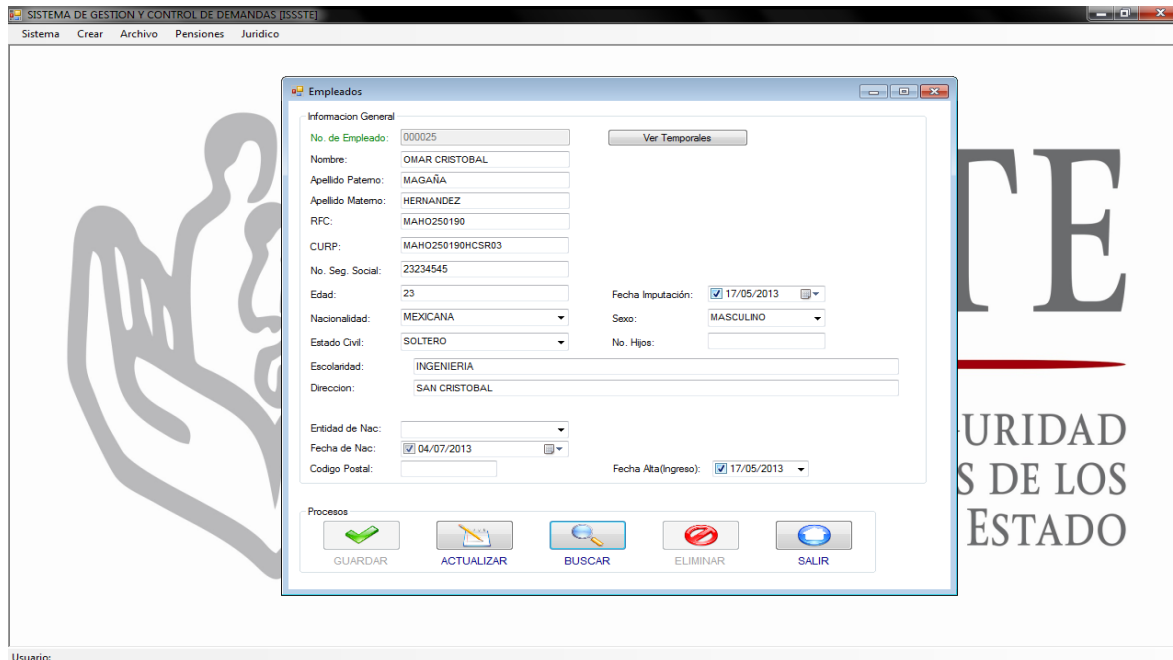 SISTEMA DE GESTION Y CONTROL DE DEMANDAS [ISSSTE]
Sistema Crear Archivo Pensiones Juridico
Empleados
Informacion General
No. de Empleado: 000025 Ver Temporales
Nombre: OMAR CRISTOBAL
Apellido Paterno: MAGAÑA
Apellido Materno: HERNANDEZ
RFC: MAHO250190
CURP: MAHO250190HCSR03
No. Seg. Social: 23234545
Edad: 23 Fecha Imputación: 17/05/2013
Nacionalidad: MEXICANA Sexo: MASCULINO
Estado Civil: SOLTERO No. Hijos:
Escolaridad: INGENIERIA
Direccion: SAN CRISTOBAL
Entidad de Nac:
Fecha de Nac: 04/07/2013
Codigo Postal: Fecha Alta(Ingreso): 17/05/2013
Procesos
GUARDAR ACTUALIZAR BUSCAR ELIMINAR SALIR
TE
URIDAD
S DE LOS
ESTADO
Usuario: